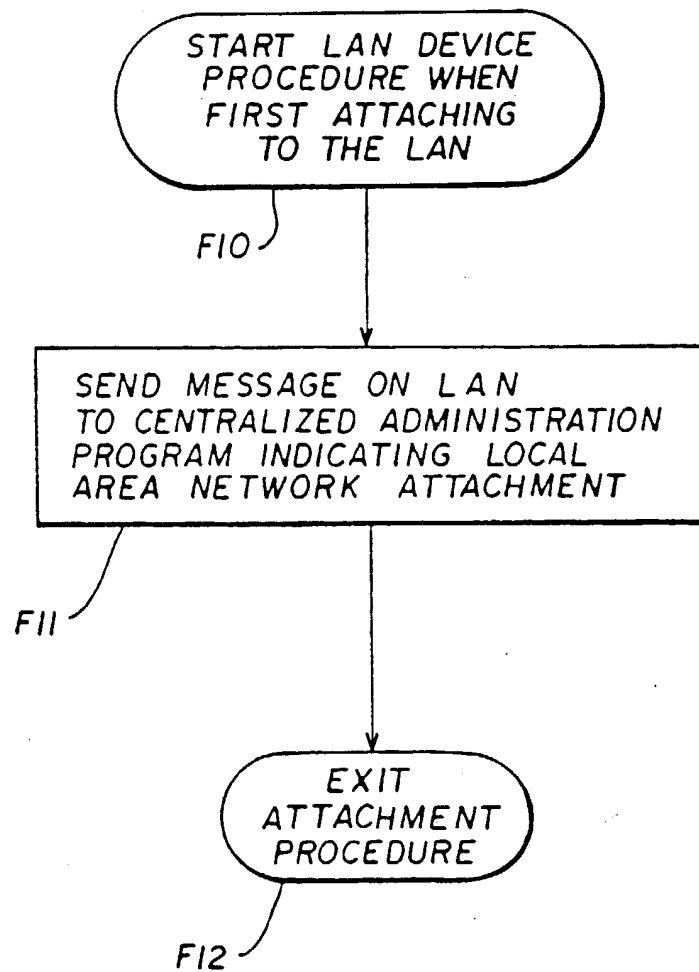 START LAN DEVICE
PROCEDURE WHEN
FIRST ATTACHING
TO THE LAN
F10
SEND MESSAGE ON LAN
TO CENTRALIZED ADMINISTRATION
PROGRAM INDICATING LOCAL
AREA NETWORK ATTACHMENT
F11
EXIT
ATTACHMENT
PROCEDURE
F12